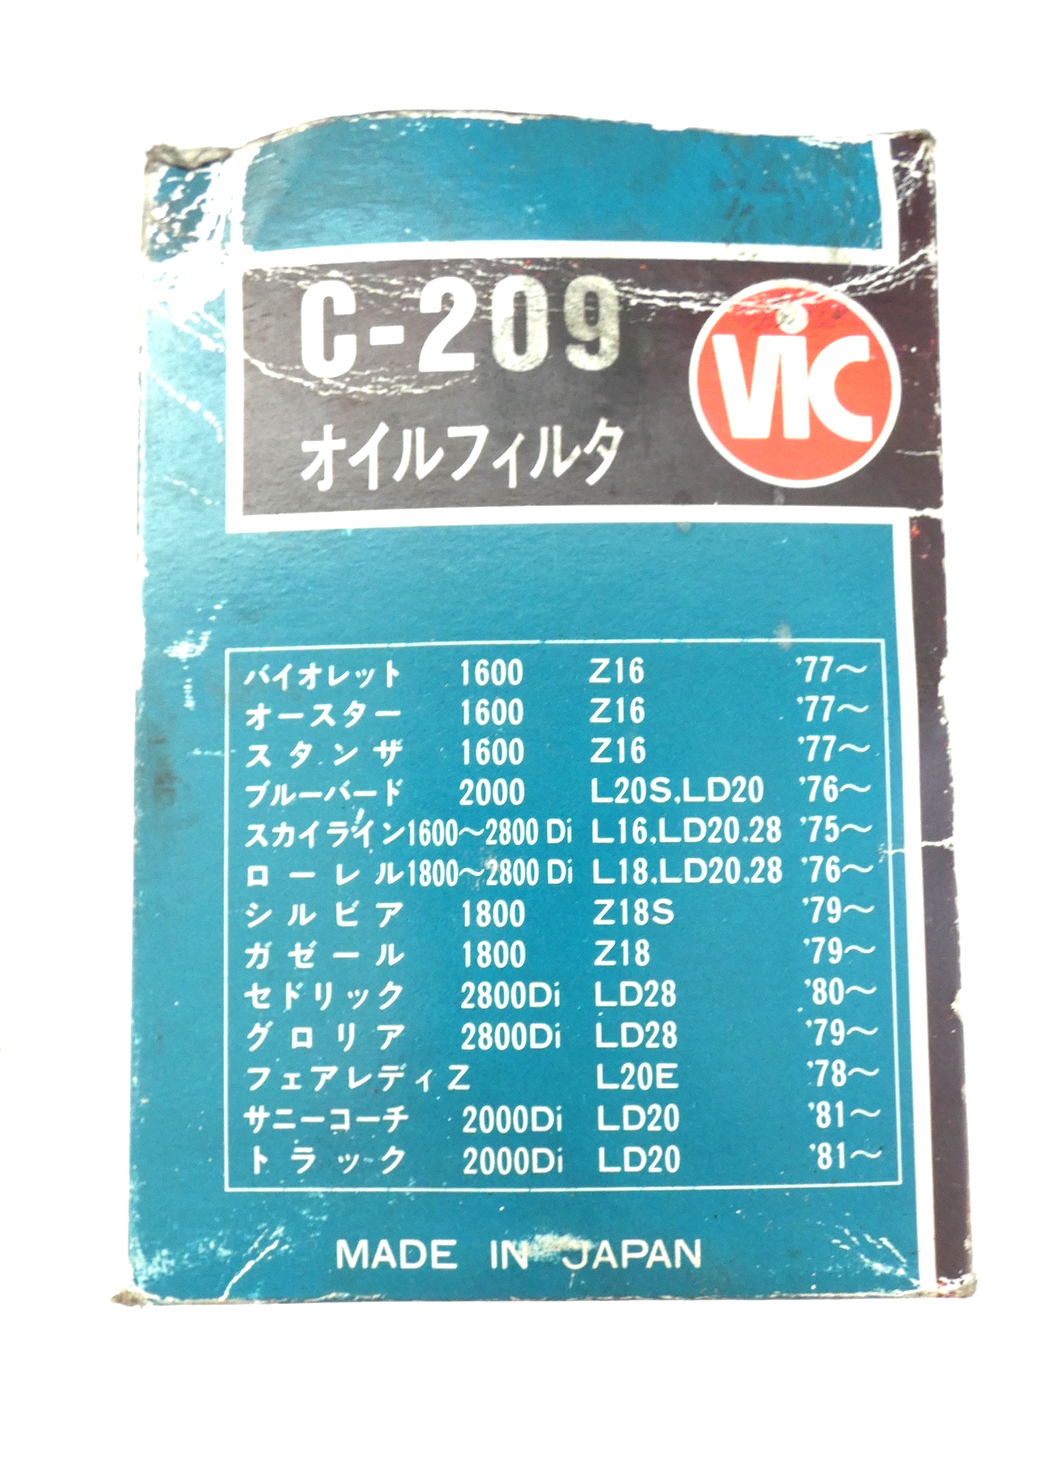 C-209
ViC
オイルフィルタ
バイオレット 1600 Z16 '77～
オースター 1600 Z16 '77～
スタンザ 1600 Z16 '77～
ブルーバード 2000 L20S,LD20 '76～
スカイライン1600～2800 Di L16,LD20.28 '75～
ローレル1800～2800 Di L18,LD20.28 '76～
シルビア 1800 Z18S '79～
ガゼール 1800 Z18 '79～
セドリック 2800Di LD28 '80～
グロリア 2800Di LD28 '79～
フェアレディZ L20E '78～
サニーコーチ 2000Di LD20 '81～
トラック 2000Di LD20 '81～
MADE IN JAPAN